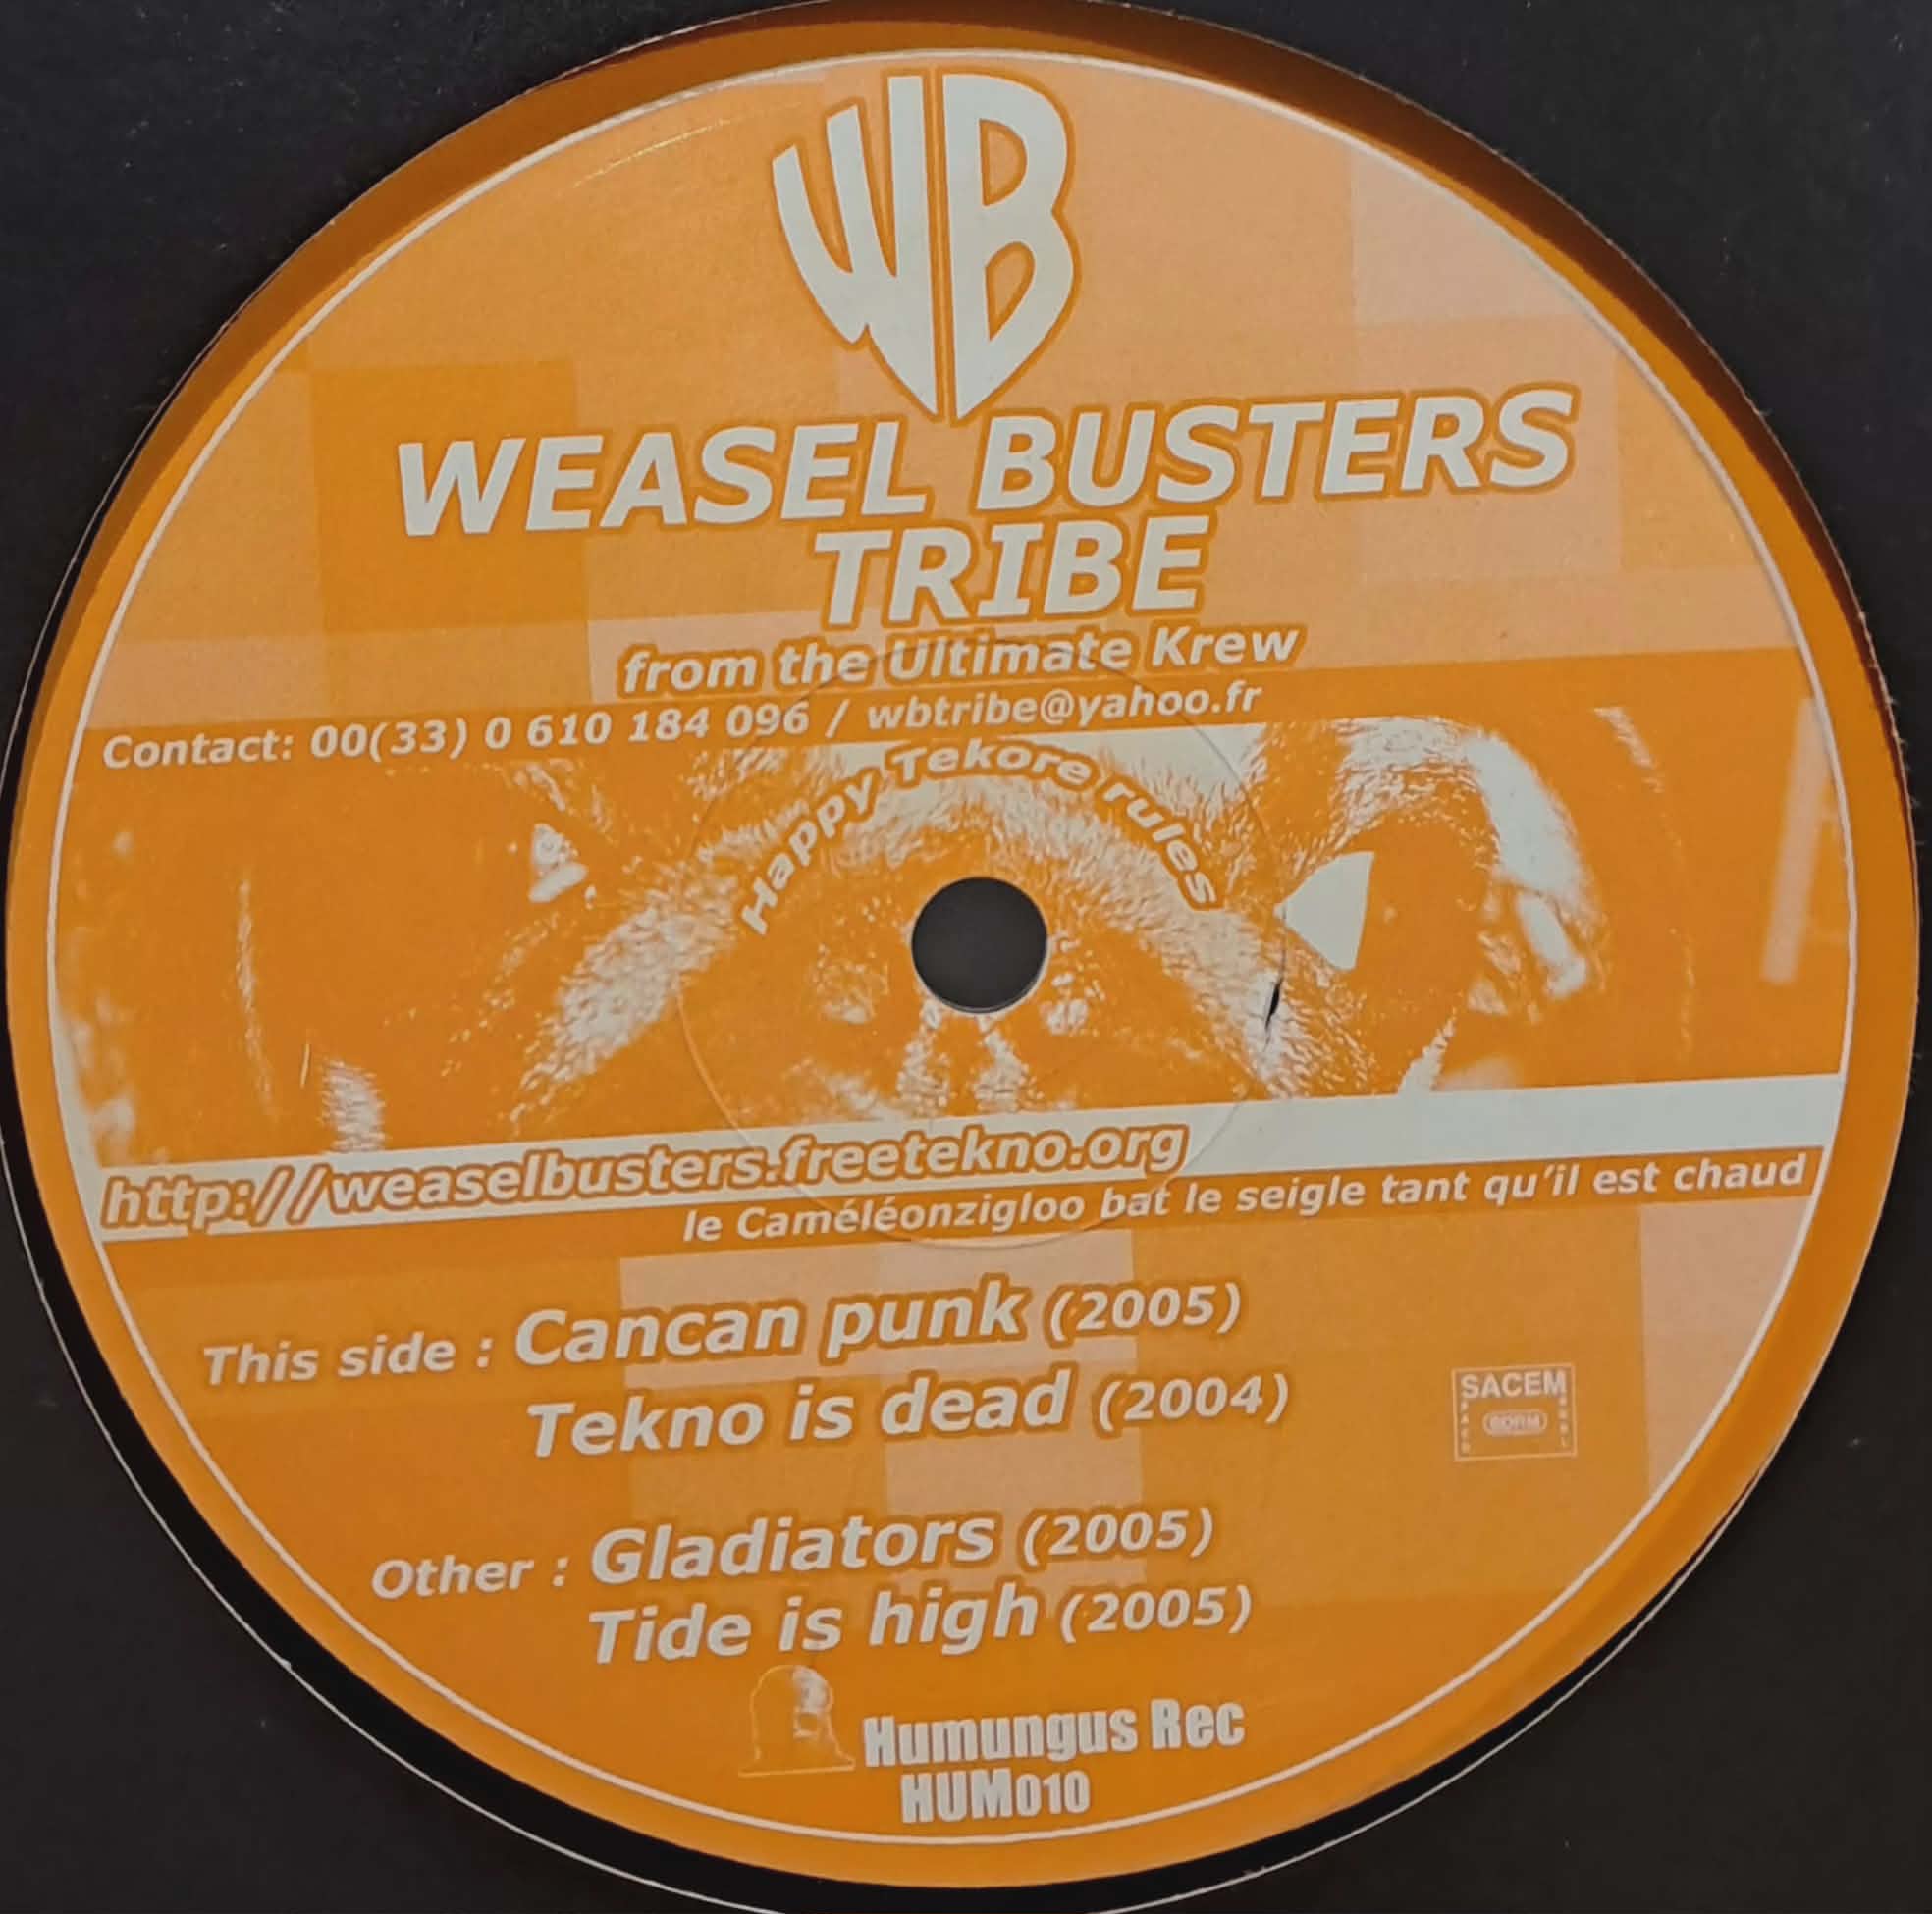 WB
WEASEL BUSTERS
TRIBE
from the Ultimate Krew
Contact: 00(33) 0 610 184 096 / wbtribe@yahoo.fr
Happy Tekore rules
http://weaselbusters.freetekno.org
le Caméléonzigloo bat le seigle tant qu'il est chaud
This side : Cancan punk (2005)
Tekno is dead (2004)
SACEM
Other : Gladiators (2005)
Tide is high (2005)
Humungus Rec
HUM010